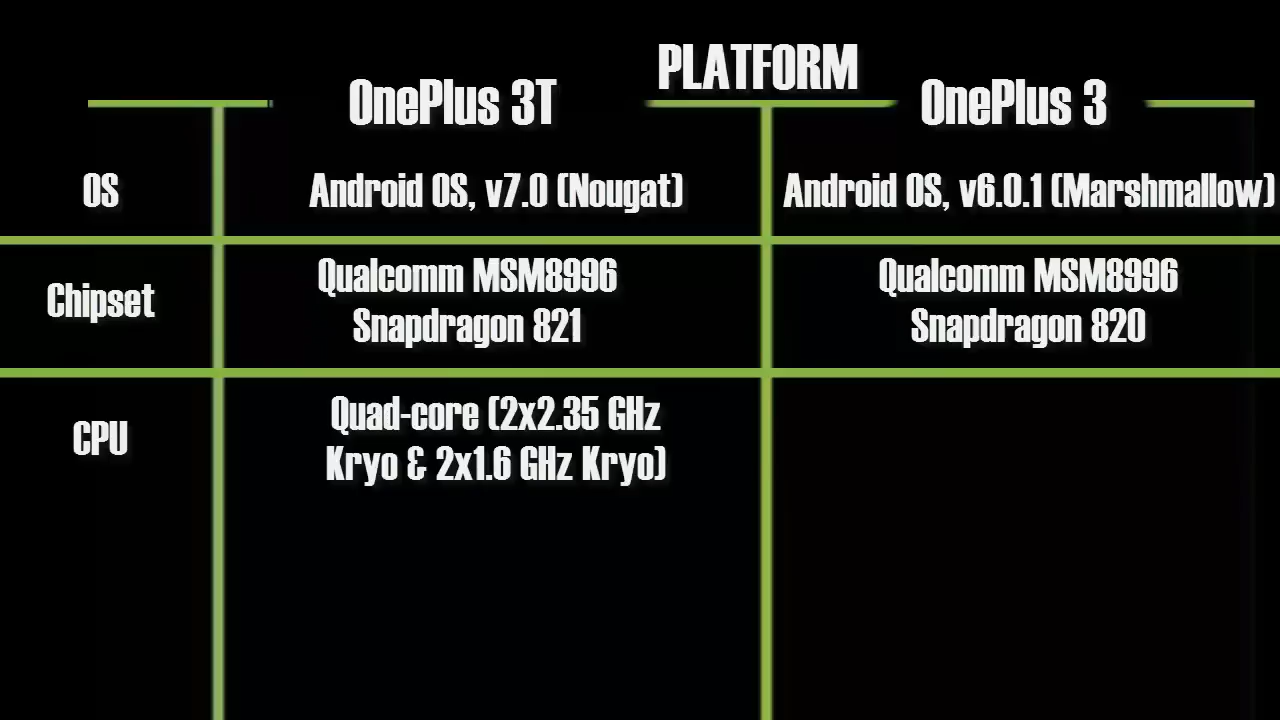 PLATFORM
OnePlus 3T
OnePlus 3
OS
Android OS, v7.0 (Nougat)
Android OS, v6.0.1 (Marshmallow)
Chipset
Qualcomm MSM8996
Snapdragon 821
Qualcomm MSM8996
Snapdragon 820
CPU
Quad-core (2x2.35 GHz
Kryo & 2x1.6 GHz Kryo)